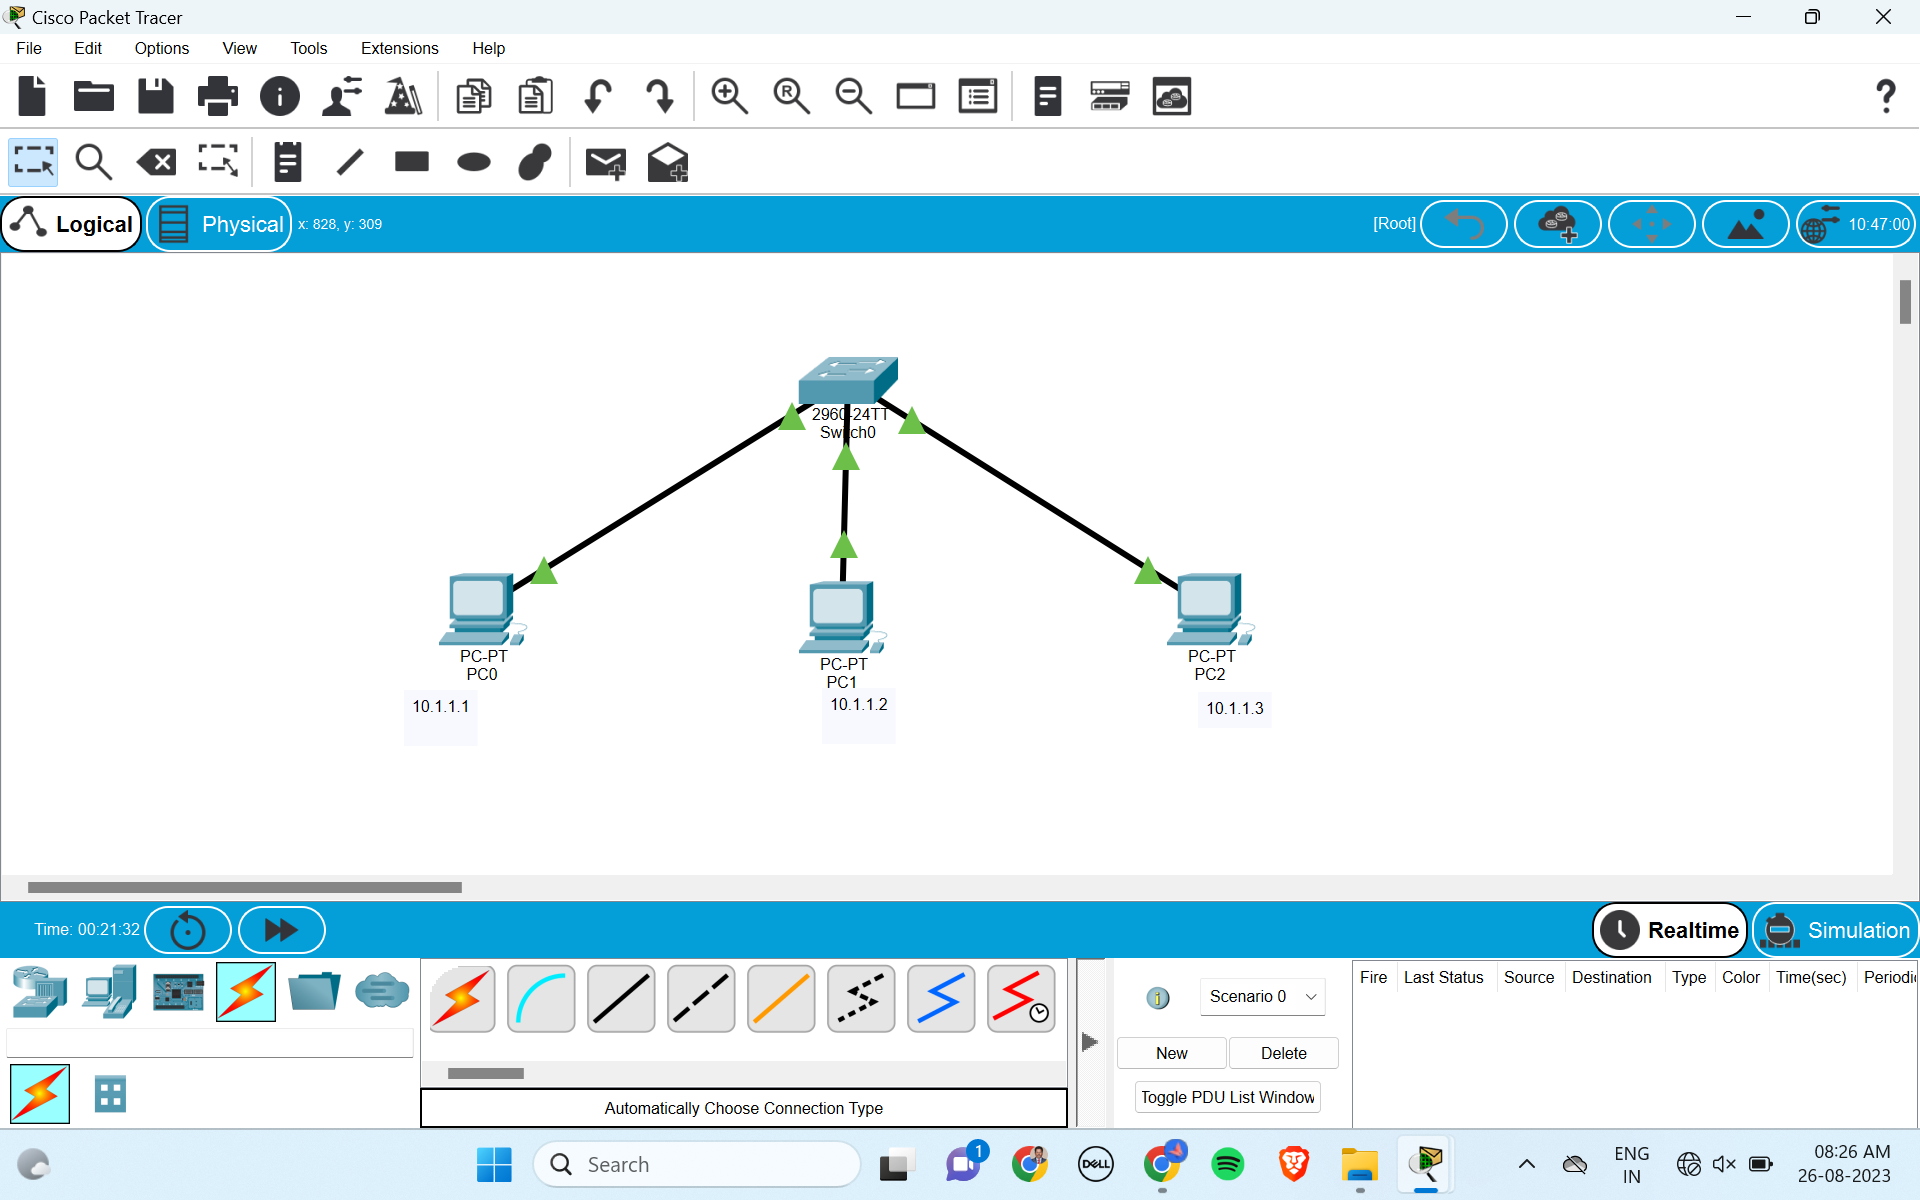 Cisco Packet Tracer
File Edit Options View Tools Extensions Help
Logical Physical x: 828, y: 309 [Root] 10:47:00
2960-24TT
Switch0
PC-PT
PC0
10.1.1.1
PC-PT
PC1
10.1.1.2
PC-PT
PC2
10.1.1.3
Time: 00:21:32 Realtime Simulation
Scenario 0
New Delete
Toggle PDU List Window
Fire Last Status Source Destination Type Color Time(sec) Periodic
Automatically Choose Connection Type
Search
1
DELL
ENG
IN
08:26 AM
26-08-2023